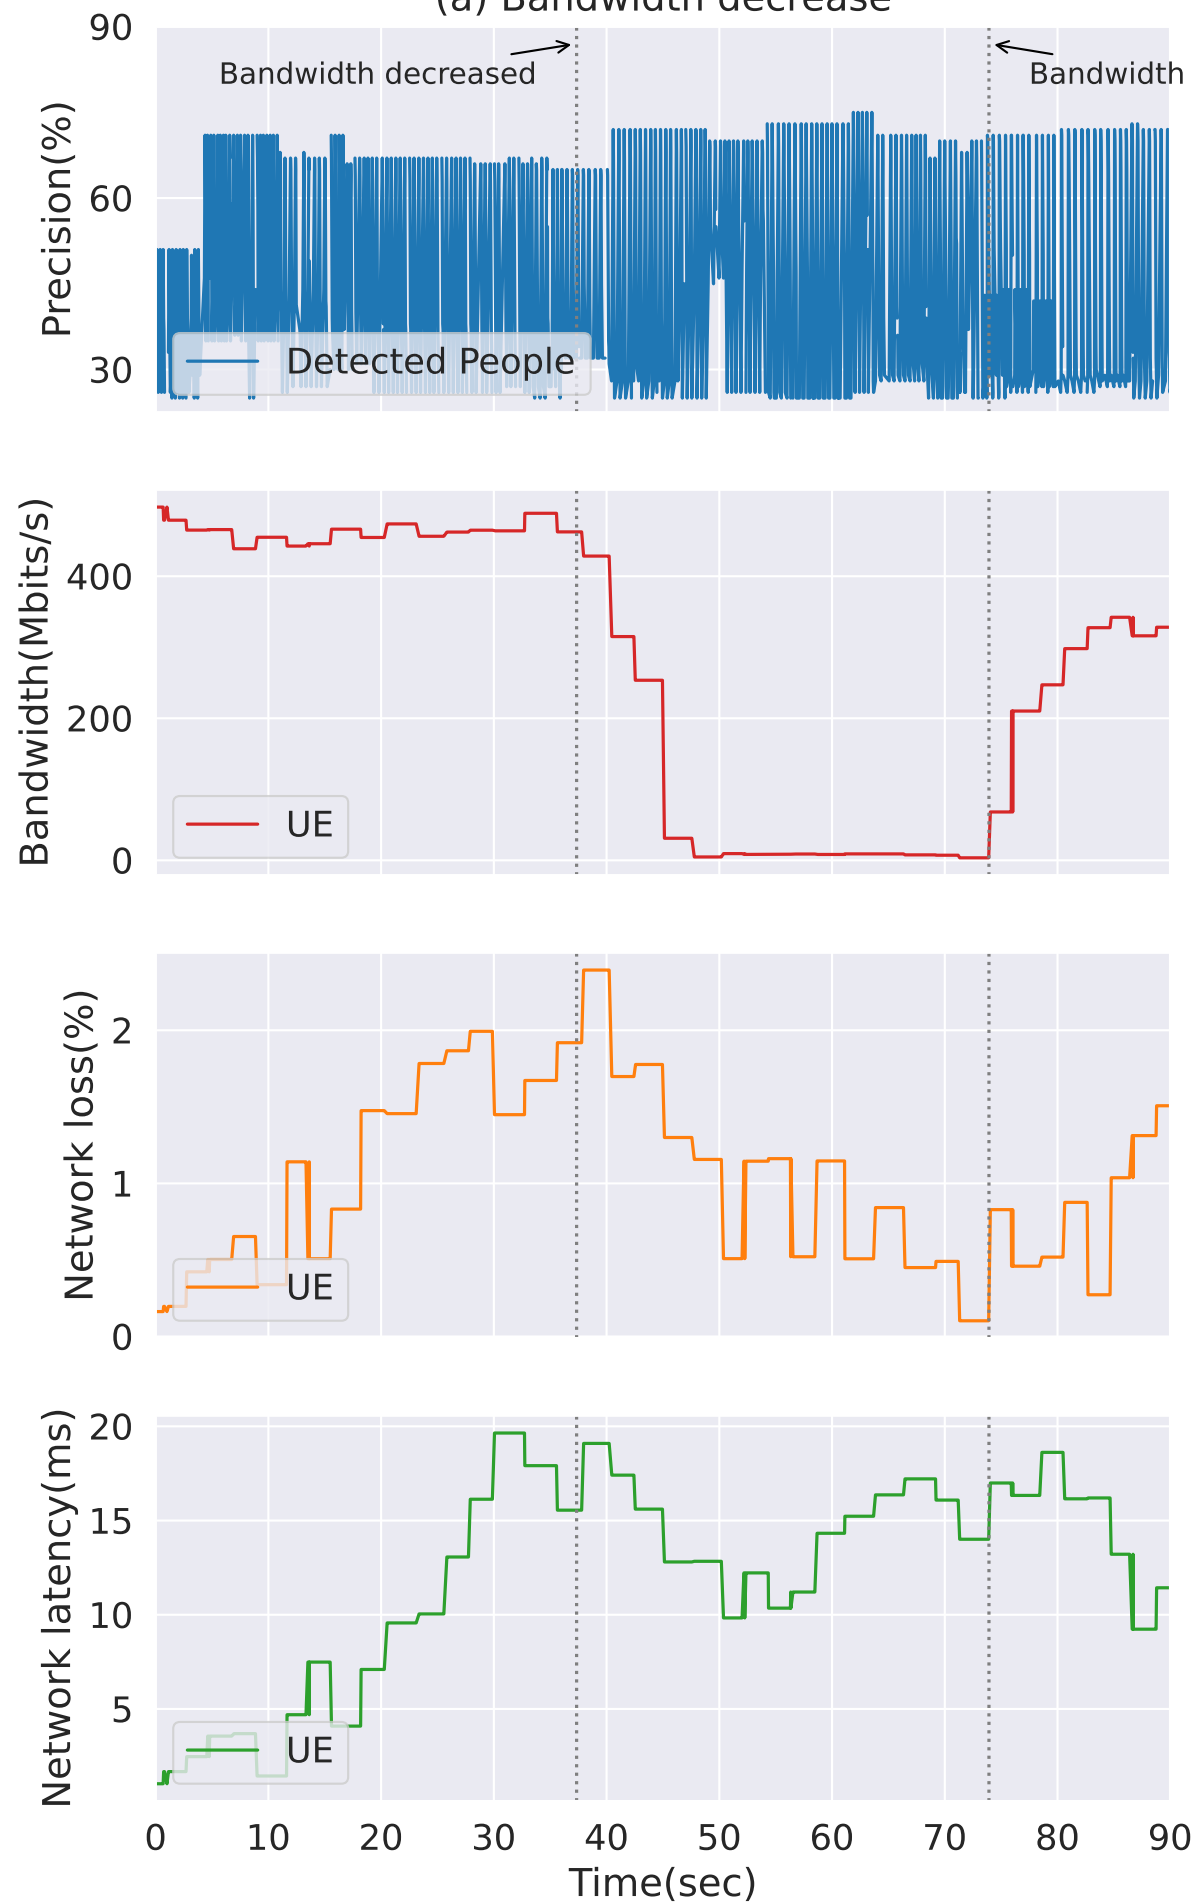 (a) Bandwidth decrease
90
Bandwidth decreased
Bandwidth
Precision(%)
60
30
Detected People
Bandwidth(Mbits/s)
400
200
0
UE
Network loss(%)
2
1
0
UE
Network latency(ms)
20
15
10
5
UE
0 10 20 30 40 50 60 70 80 90
Time(sec)